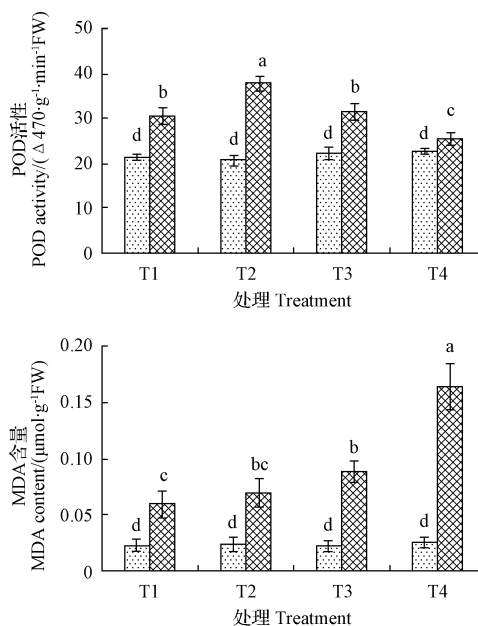 POD活性
POD activity/(Δ470·g⁻¹·min⁻¹FW)
50
40
30
20
10
0
d b
d a
d b
d c
T1 T2 T3 T4
处理 Treatment
MDA含量
MDA content/(μmol·g⁻¹FW)
0.20
0.15
0.10
0.05
0
d c
d bc
d b
d a
T1 T2 T3 T4
处理 Treatment